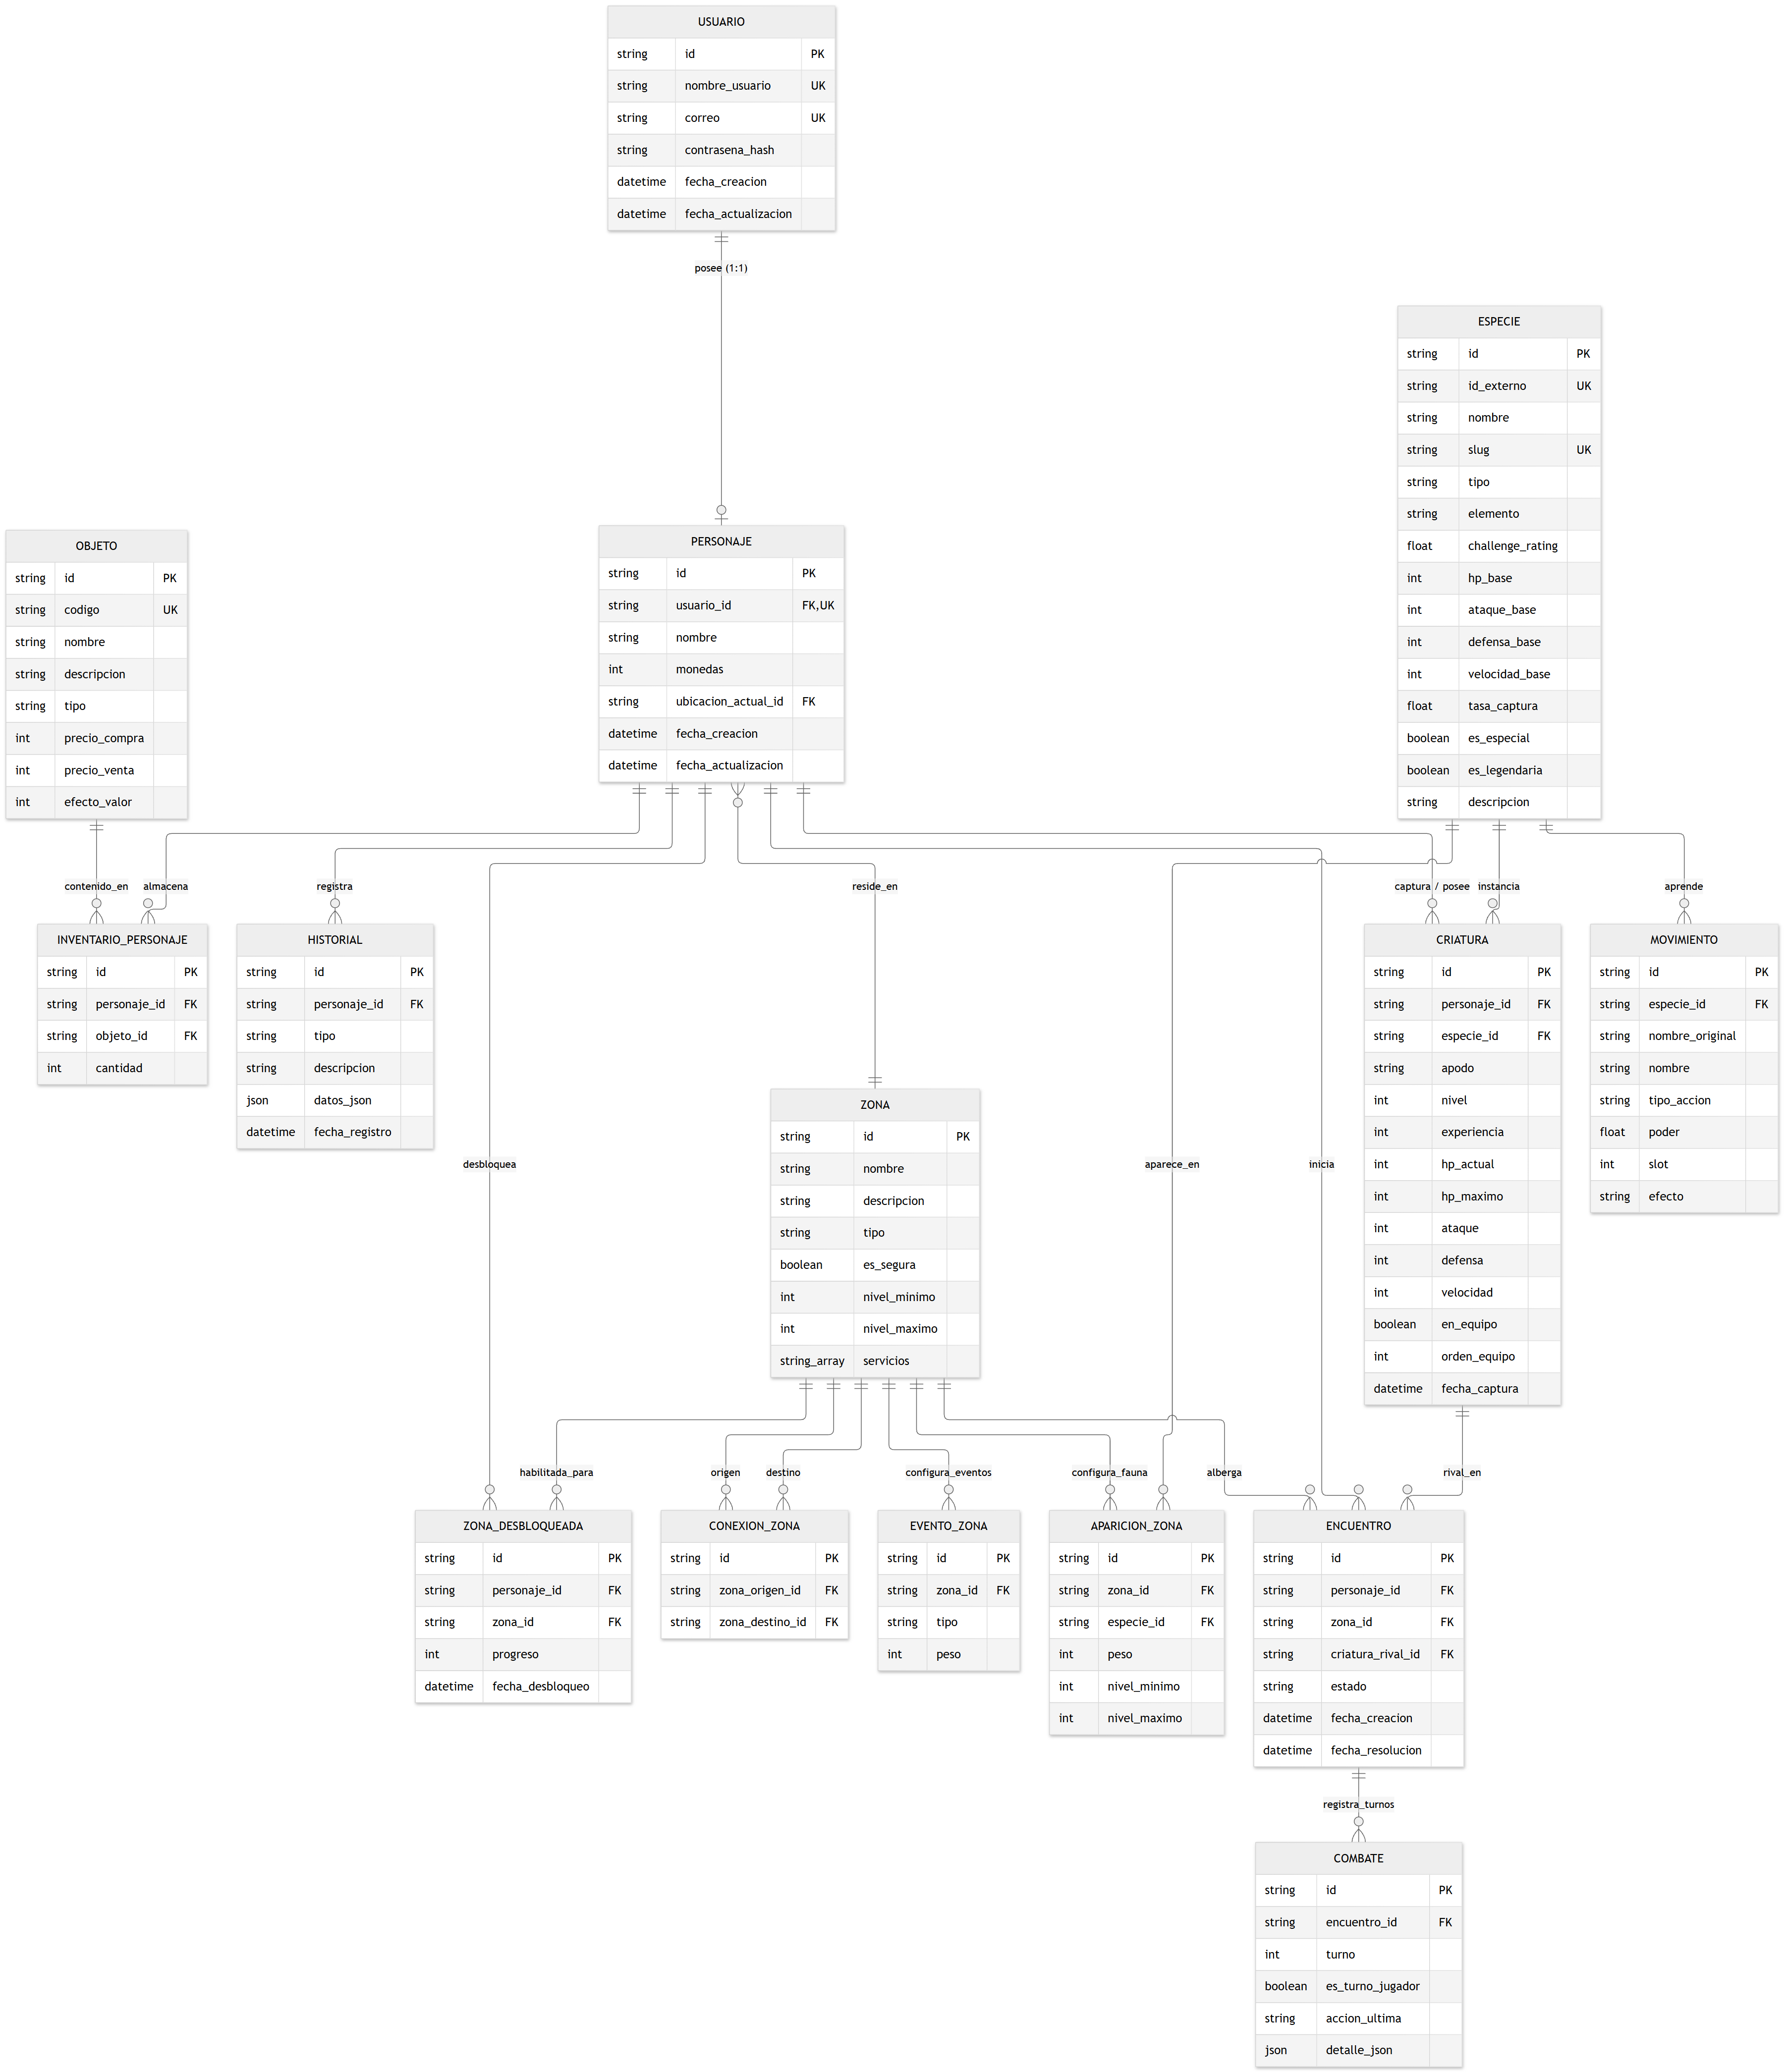 USUARIO
string id PK
string nombre_usuario UK
string correo UK
string contrasena_hash
datetime fecha_creacion
datetime fecha_actualizacion
posee (1:1)
ESPECIE
string id PK
string id_externo UK
string nombre
string slug UK
string tipo
string elemento
float challenge_rating
int hp_base
int ataque_base
int defensa_base
int velocidad_base
float tasa_captura
boolean es_especial
boolean es_legendaria
string descripcion
OBJETO
string id PK
string codigo UK
string nombre
string descripcion
string tipo
int precio_compra
int precio_venta
int efecto_valor
PERSONAJE
string id PK
string usuario_id FK,UK
string nombre
int monedas
string ubicacion_actual_id FK
datetime fecha_creacion
datetime fecha_actualizacion
contenido_en almacena registra reside_en captura / posee instancia aprende
INVENTARIO_PERSONAJE
string id PK
string personaje_id FK
string objeto_id FK
int cantidad
HISTORIAL
string id PK
string personaje_id FK
string tipo
string descripcion
json datos_json
datetime fecha_registro
CRIATURA
string id PK
string personaje_id FK
string especie_id FK
string apodo
int nivel
int experiencia
int hp_actual
int hp_maximo
int ataque
int defensa
int velocidad
boolean en_equipo
int orden_equipo
datetime fecha_captura
MOVIMIENTO
string id PK
string especie_id FK
string nombre_original
string nombre
string tipo_accion
float poder
int slot
string efecto
ZONA
string id PK
string nombre
string descripcion
string tipo
boolean es_segura
int nivel_minimo
int nivel_maximo
string_array servicios
desbloquea aparece_en inicia
habilitada_para origen destino configura_eventos configura_fauna alberga rival_en
ZONA_DESBLOQUEADA
string id PK
string personaje_id FK
string zona_id FK
int progreso
datetime fecha_desbloqueo
CONEXION_ZONA
string id PK
string zona_origen_id FK
string zona_destino_id FK
EVENTO_ZONA
string id PK
string zona_id FK
string tipo
int peso
APARICION_ZONA
string id PK
string zona_id FK
string especie_id FK
int peso
int nivel_minimo
int nivel_maximo
ENCUENTRO
string id PK
string personaje_id FK
string zona_id FK
string criatura_rival_id FK
string estado
datetime fecha_creacion
datetime fecha_resolucion
registra_turnos
COMBATE
string id PK
string encuentro_id FK
int turno
boolean es_turno_jugador
string accion_ultima
json detalle_json